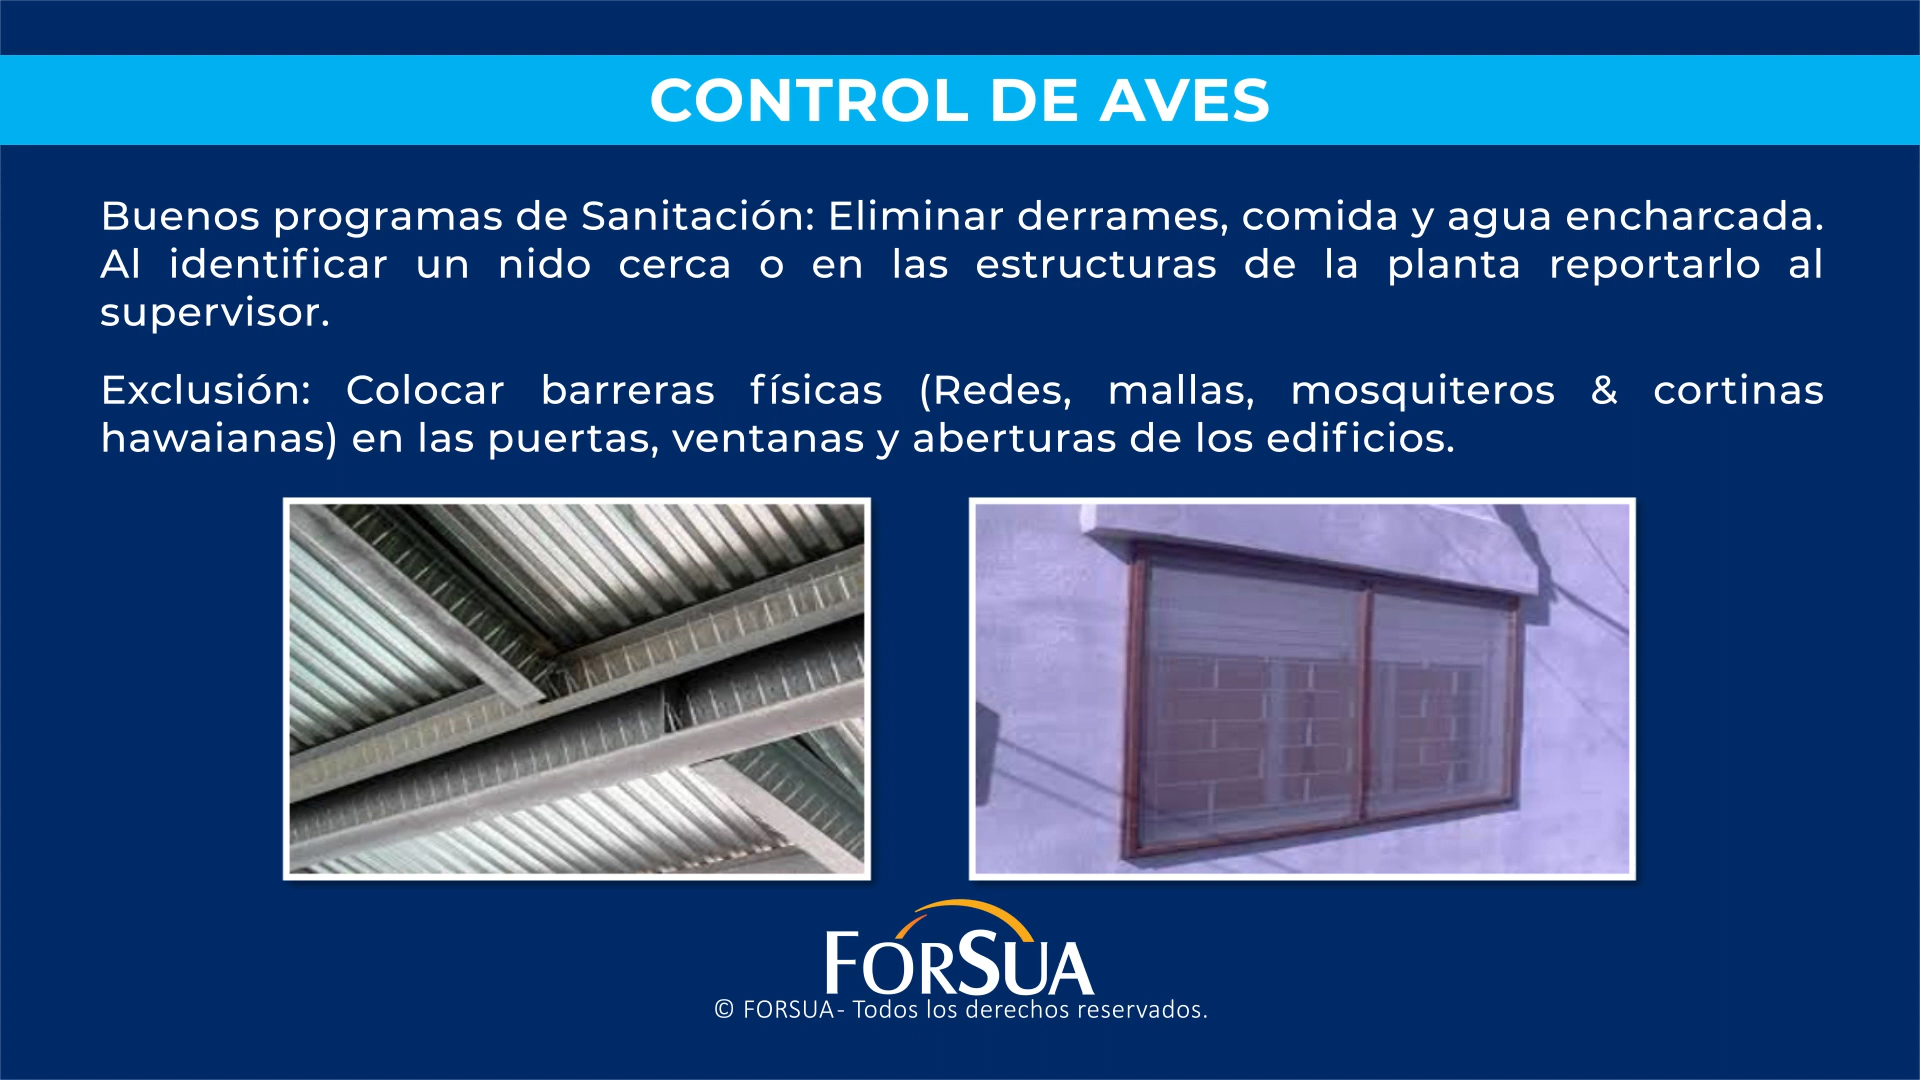 CONTROL DE AVES
Buenos programas de Sanitación: Eliminar derrames, comida y agua encharcada.
Al identificar un nido cerca o en las estructuras de la planta reportarlo al
supervisor.
Exclusión: Colocar barreras físicas (Redes, mallas, mosquiteros & cortinas
hawaianas) en las puertas, ventanas y aberturas de los edificios.
FORSUA
© FORSUA- Todos los derechos reservados.